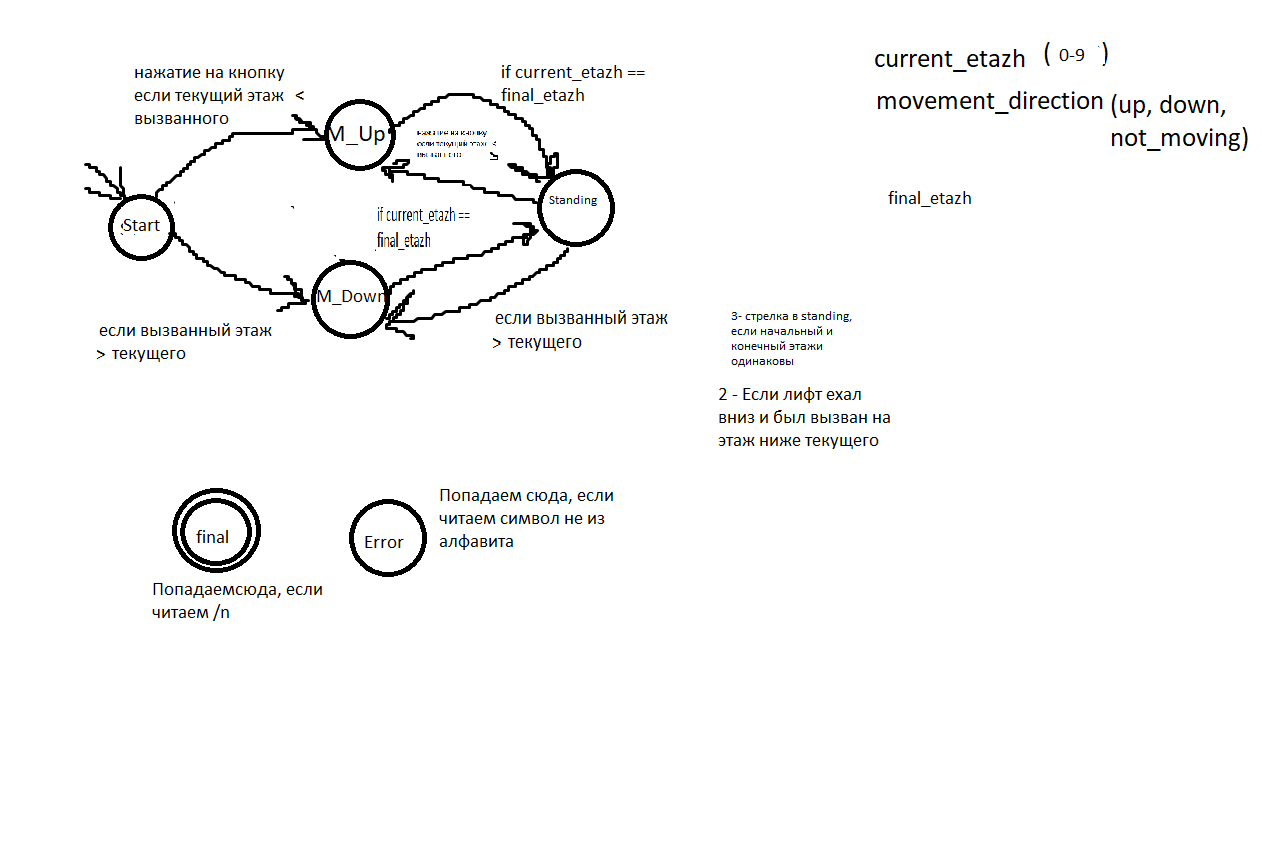 нажатие на кнопку
если текущий этаж <
вызванного
if current_etazh ==
final_etazh
current_etazh ( 0-9 )
movement_direction (up, down,
not_moving)
final_etazh
M_Up
нажатие на кнопку
если текущий этаж <
вызванного
Standing
Start
if current_etazh ==
final_etazh
M_Down
если вызванный этаж
> текущего
если вызванный этаж
> текущего
3- стрелка в standing,
если начальный и
конечный этажи
одинаковы
2 - Если лифт ехал
вниз и был вызван на
этаж ниже текущего
final
Попадаемсюда, если
читаем /n
Error
Попадаем сюда, если
читаем символ не из
алфавита